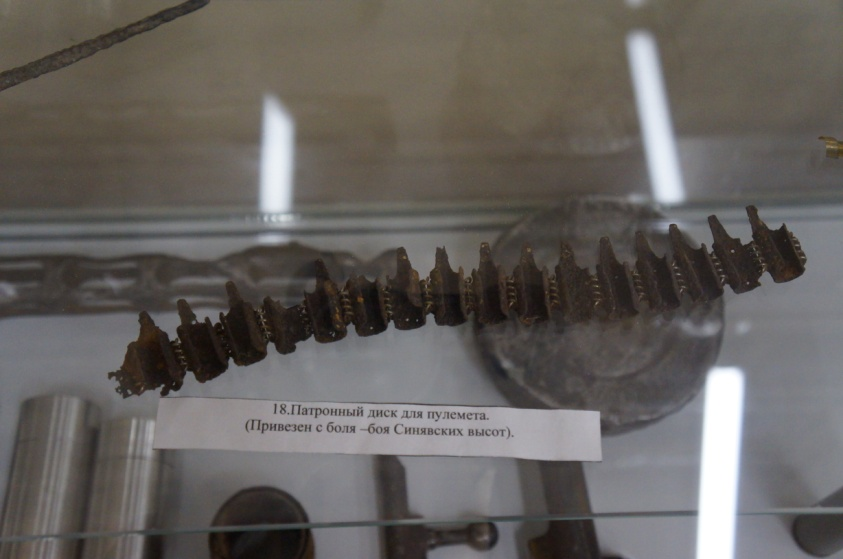 18.Патронный диск для пулемета.
(Привезен с боля –боя Синявских высот).